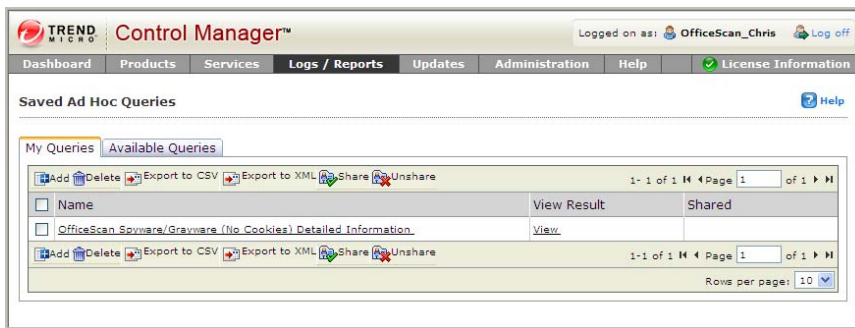 TREND MICRO Control Manager™ Logged on as: OfficeScan_Chris Log off
Dashboard Products Services Logs / Reports Updates Administration Help License Information
Saved Ad Hoc Queries Help
My Queries Available Queries
Add Delete Export to CSV Export to XML Share Unshare 1- 1 of 1 Page 1 of 1
Name View Result Shared
OfficeScan Spyware/Grayware (No Cookies) Detailed Information View
Add Delete Export to CSV Export to XML Share Unshare 1-1 of 1 Page 1 of 1
Rows per page: 10